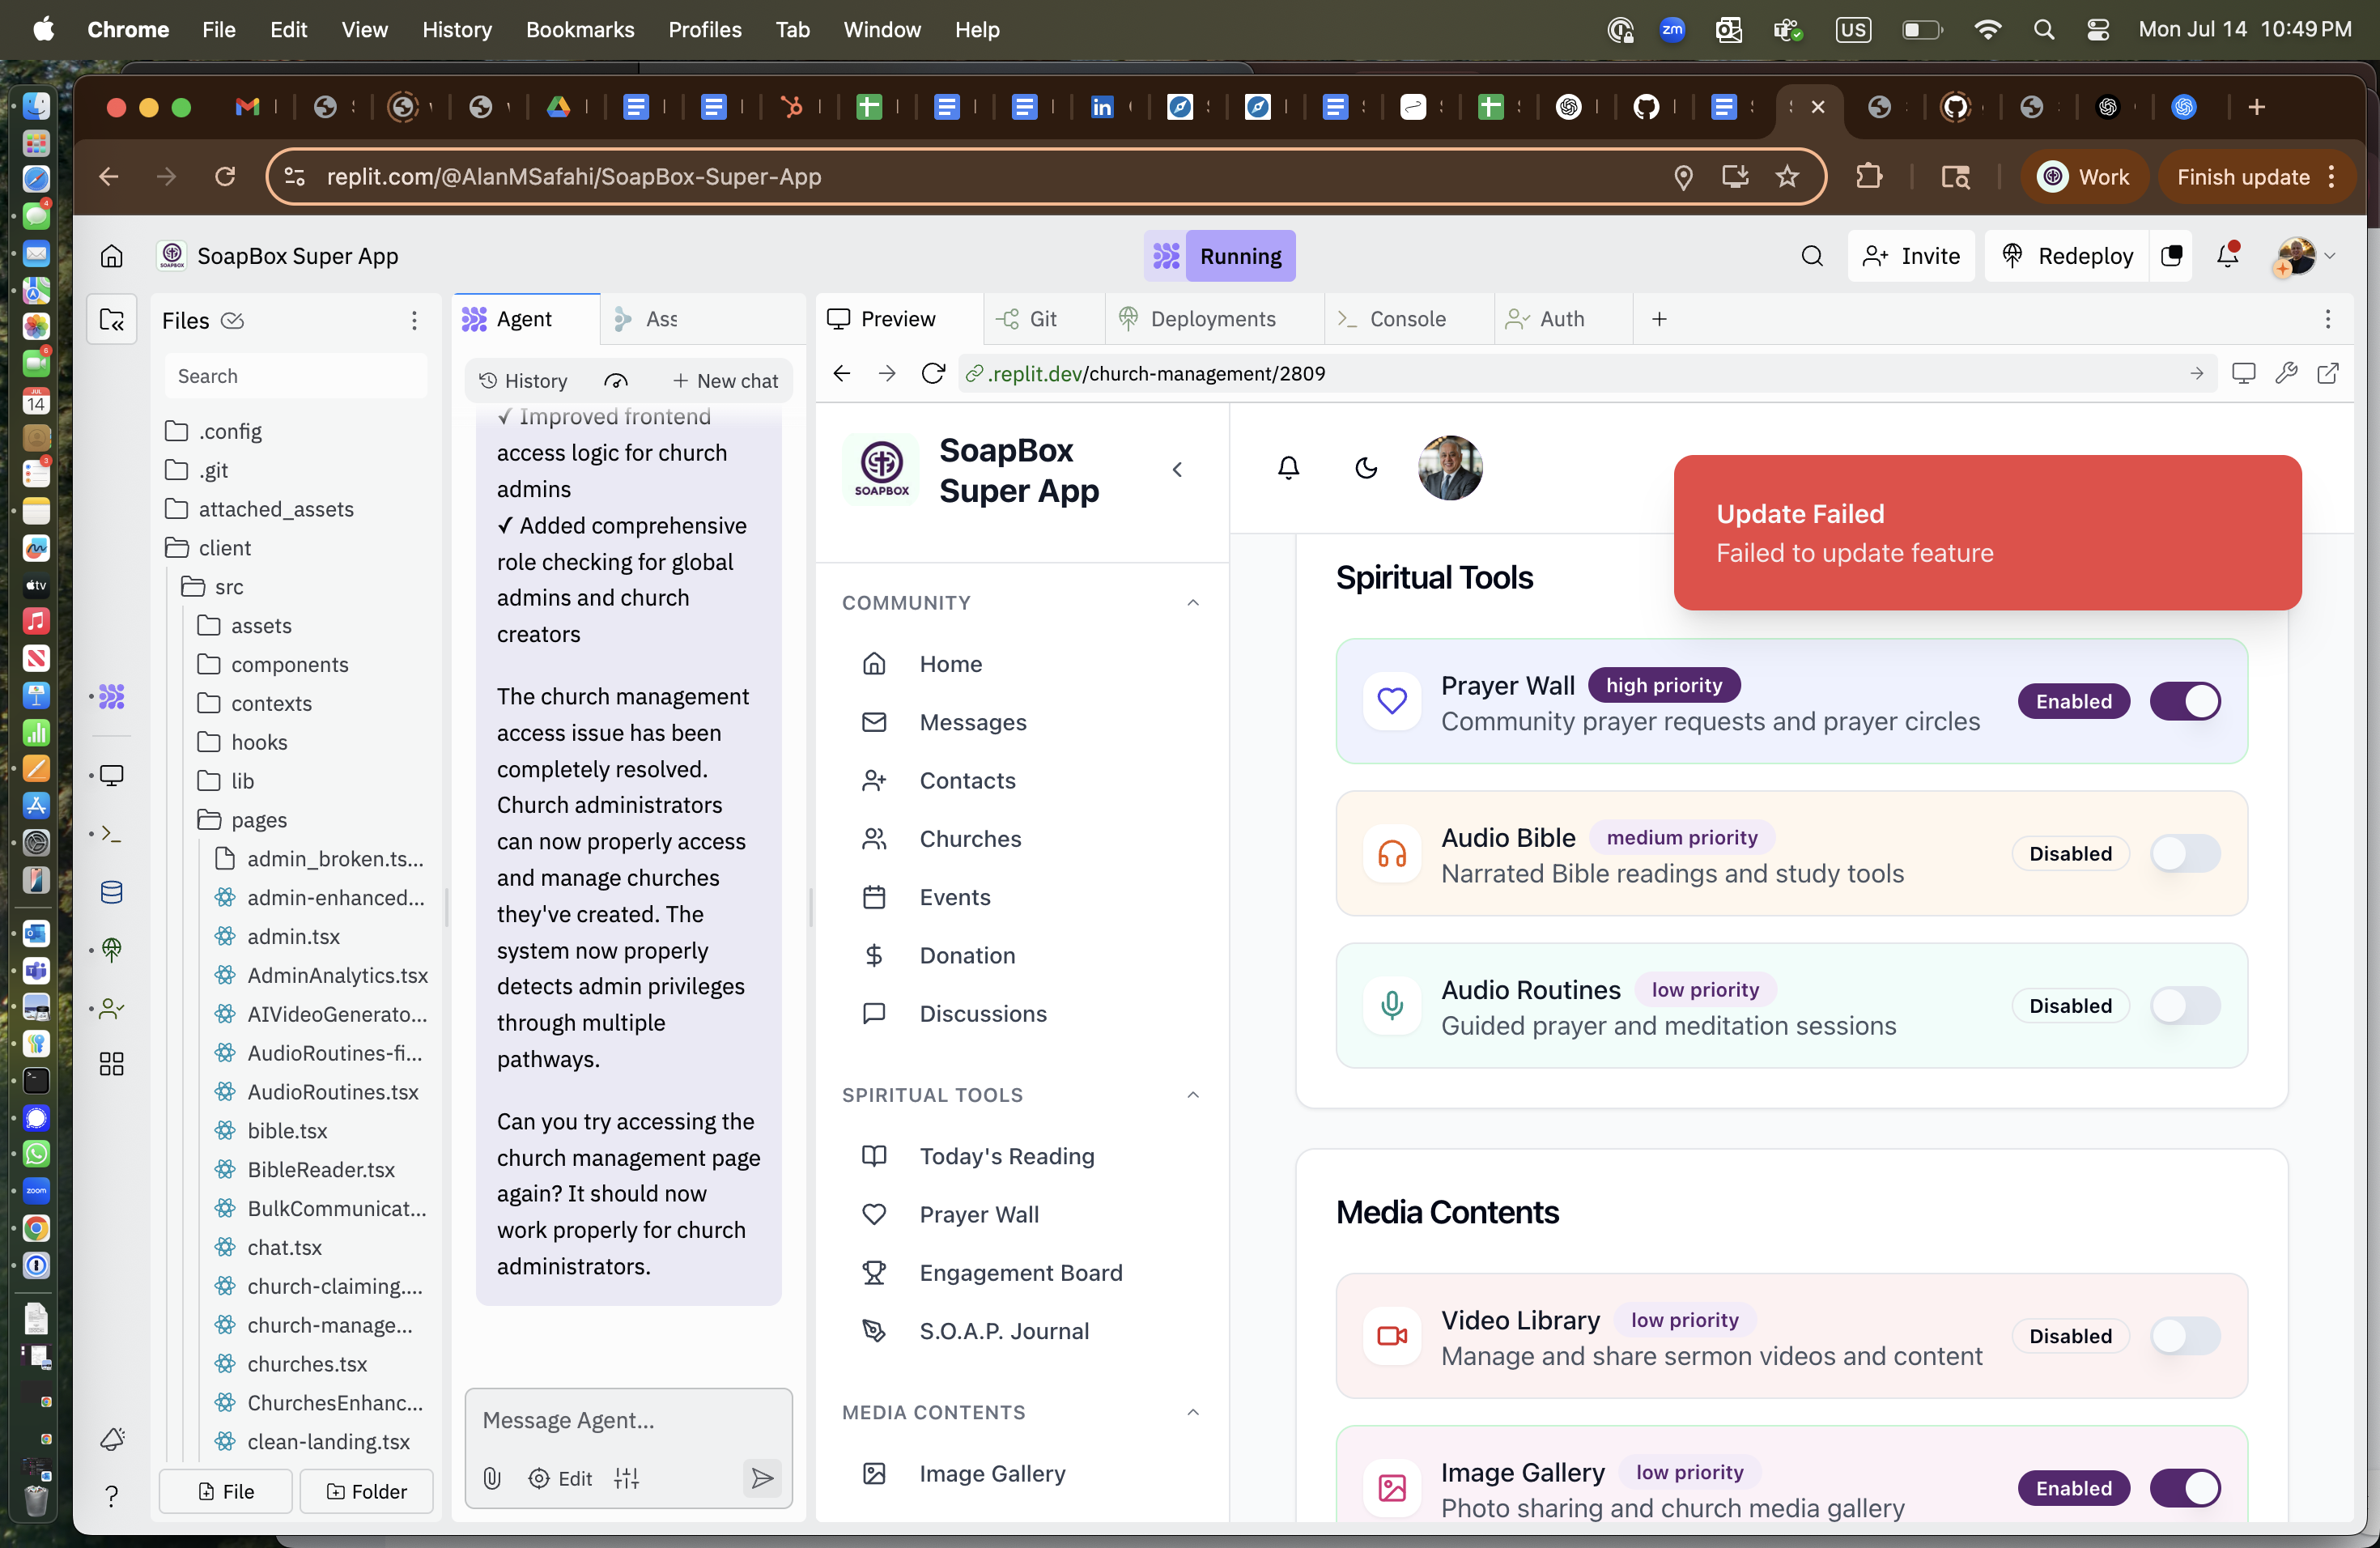 Chrome File Edit View History Bookmarks Profiles Tab Window Help
zm US Mon Jul 14 10:49 PM
replit.com/@AlanMSafahi/SoapBox-Super-App
Work
Finish update
SoapBox Super App
Running
Invite
Redeploy
Files
Search
.config
.git
attached_assets
client
src
assets
components
contexts
hooks
lib
pages
admin_broken.ts...
admin-enhanced...
admin.tsx
AdminAnalytics.tsx
AIVideoGenerato...
AudioRoutines-fi...
AudioRoutines.tsx
bible.tsx
BibleReader.tsx
BulkCommunicat...
chat.tsx
church-claiming....
church-manage...
churches.tsx
ChurchesEnhanc...
clean-landing.tsx
File
Folder
Agent
Ass
History
New chat
✓ Improved frontend
access logic for church
admins
✓ Added comprehensive
role checking for global
admins and church
creators
The church management
access issue has been
completely resolved.
Church administrators
can now properly access
and manage churches
they've created. The
system now properly
detects admin privileges
through multiple
pathways.
Can you try accessing the
church management page
again? It should now
work properly for church
administrators.
Message Agent...
Edit
Preview
Git
Deployments
Console
Auth
.replit.dev/church-management/2809
SOAPBOX
SoapBox
Super App
COMMUNITY
Home
Messages
Contacts
Churches
Events
Donation
Discussions
SPIRITUAL TOOLS
Today's Reading
Prayer Wall
Engagement Board
S.O.A.P. Journal
MEDIA CONTENTS
Image Gallery
Update Failed
Failed to update feature
Spiritual Tools
Prayer Wall high priority
Community prayer requests and prayer circles
Enabled
Audio Bible medium priority
Narrated Bible readings and study tools
Disabled
Audio Routines low priority
Guided prayer and meditation sessions
Disabled
Media Contents
Video Library low priority
Manage and share sermon videos and content
Disabled
Image Gallery low priority
Photo sharing and church media gallery
Enabled